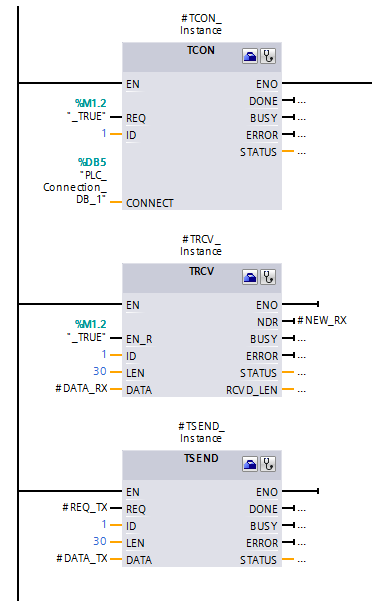 #TCON_
Instance
TCON
EN ENO
DONE ...
%M1.2
"_TRUE" REQ BUSY ...
1 ID ERROR ...
STATUS ...
%DB5
"PLC_
Connection_
DB_1" CONNECT
#TRCV_
Instance
TRCV
EN ENO
NDR #NEW_RX
%M1.2
"_TRUE" EN_R BUSY ...
1 ID ERROR ...
30 LEN STATUS ...
#DATA_RX DATA RCVD_LEN ...
#TSEND_
Instance
TSEND
EN ENO
#REQ_TX REQ DONE ...
1 ID BUSY ...
30 LEN ERROR ...
#DATA_TX DATA STATUS ...